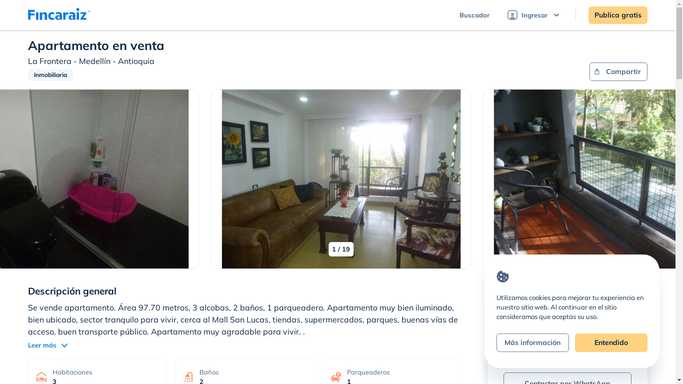 Fincaraiz
Buscador
Ingresar
Publica gratis
Apartamento en venta
La Frontera - Medellín - Antioquia
Inmobiliaria
Compartir
1 / 19
Descripción general
Se vende apartamento. Área 97.70 metros, 3 alcobas, 2 baños, 1 parqueadero. Apartamento muy bien iluminado,
bien ubicado, sector tranquilo para vivir, cerca al Mall San Lucas, tiendas, supermercados, parques, buenas vías de
acceso, buen transporte público. Apartamento muy agradable para vivir. .
Leer más
Habitaciones
3
Baños
2
Parqueaderos
1
Utilizamos cookies para mejorar tu experiencia en
nuestro sitio web. Al continuar en el sitio
consideramos que aceptas su uso.
Más información
Entendido
Contactar por WhatsApp